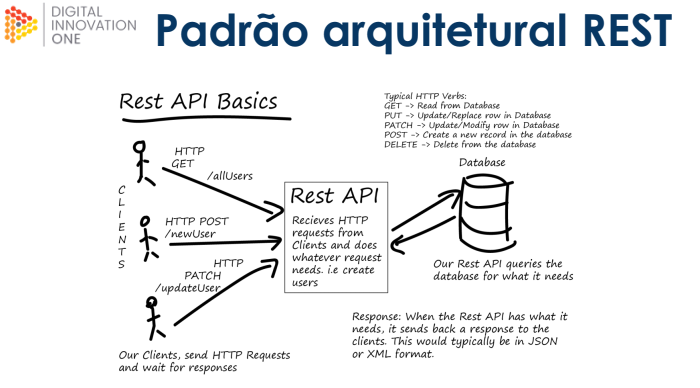 DIGITAL
INNOVATION
ONE
Padrão arquitetural REST
Rest API Basics
Typical HTTP Verbs:
GET -> Read from Database
PUT -> Update/Replace row in Database
PATCH -> Update/Modify row in Database
POST -> Create a new record in the database
DELETE -> Delete from the database
CLIENTS
HTTP
GET
/allUsers
HTTP POST
/newUser
HTTP
PATCH
/updateUser
Rest API
Recieves HTTP
requests from
Clients and does
whatever request
needs. i.e create
users
Database
Our Rest API queries the
database for what it needs
Our Clients, send HTTP Requests
and wait for responses
Response: When the Rest API has what it
needs, it sends back a response to the
clients. This would typically be in JSON
or XML format.